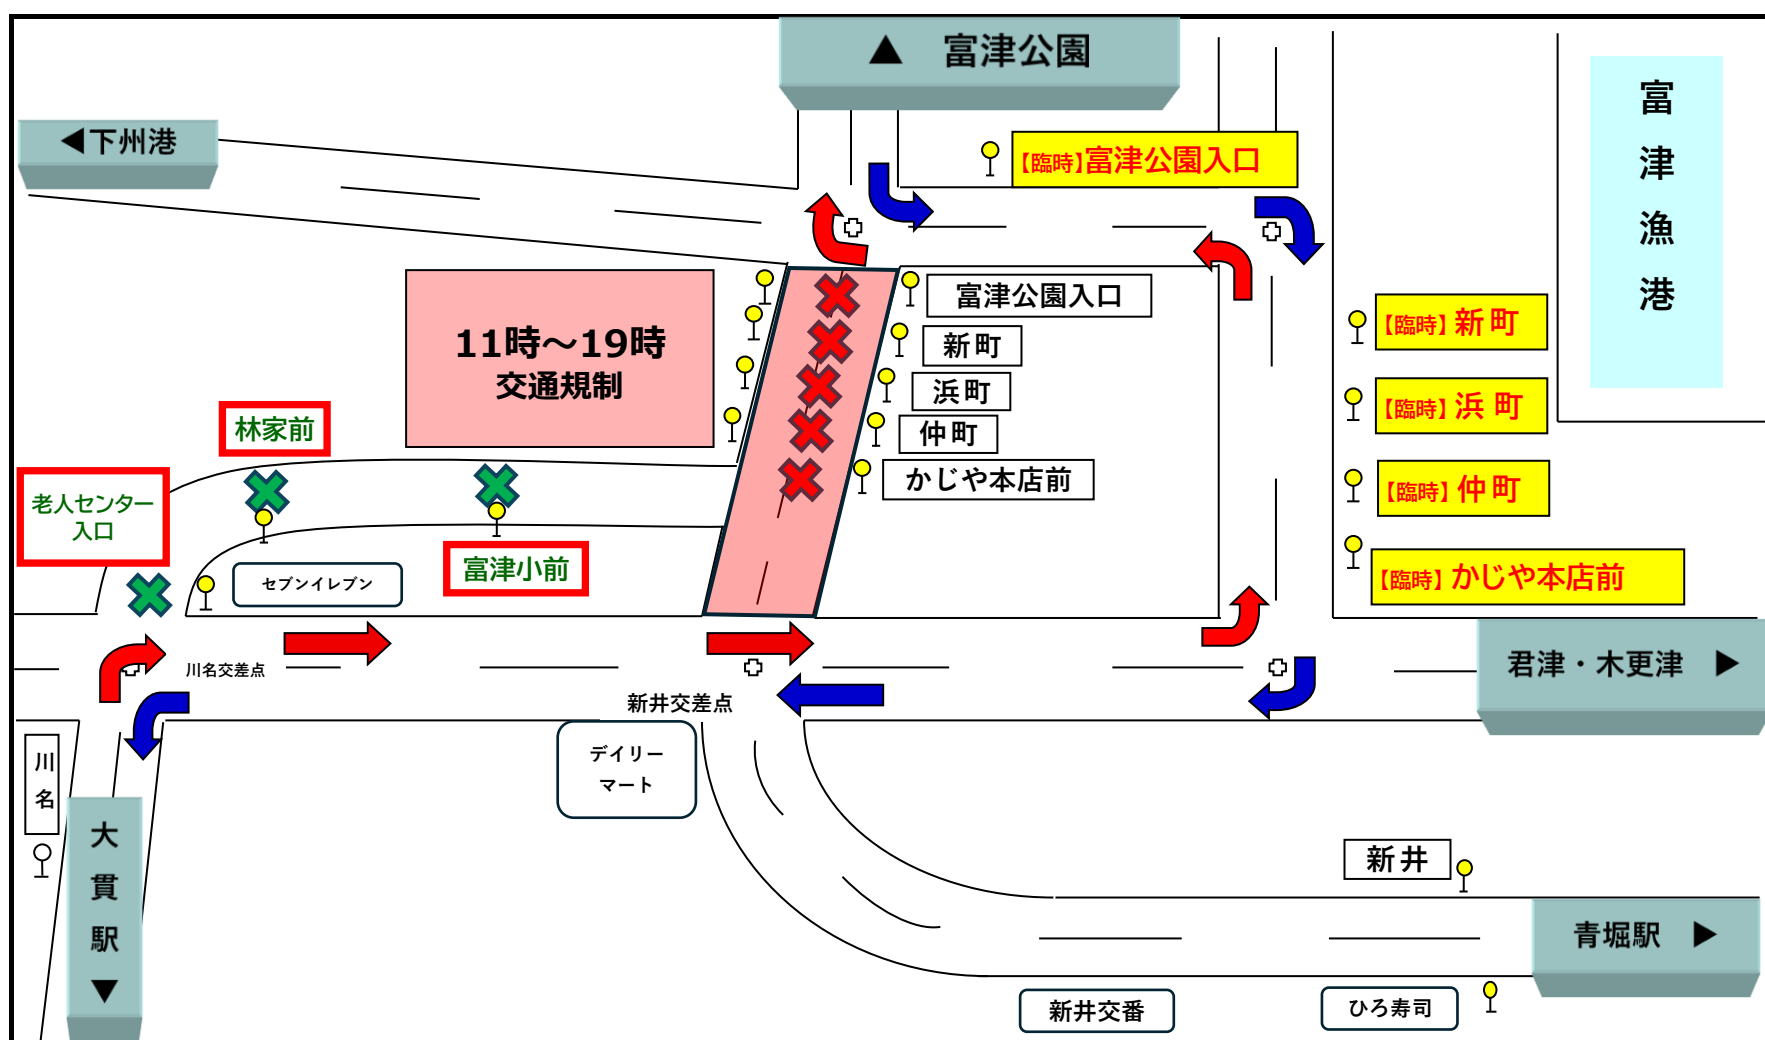 ▲ 富津公園
◀下州港
【臨時】富津公園入口
富津漁港
11時～19時
交通規制
富津公園入口
新町
浜町
仲町
かじや本店前
【臨時】新町
【臨時】浜町
【臨時】仲町
【臨時】かじや本店前
林家前
老人センター
入口
富津小前
セブンイレブン
川名交差点
新井交差点
君津・木更津 ▶
川名
デイリー
マート
大貫駅▼
新井
青堀駅 ▶
新井交番
ひろ寿司